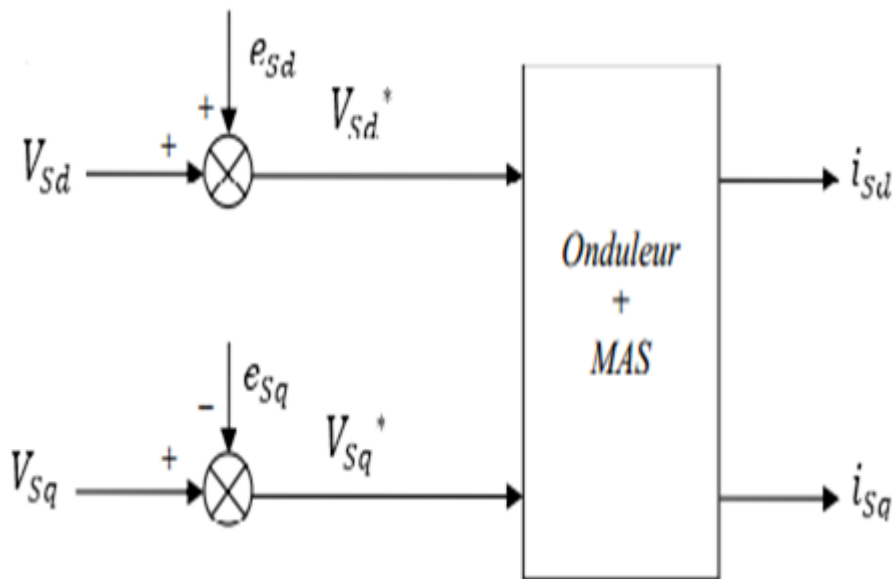 e_Sd
+
V_Sd
+
V_Sd*
i_Sd
Onduleur
+
MAS
e_Sq
−
V_Sq
+
V_Sq*
i_Sq